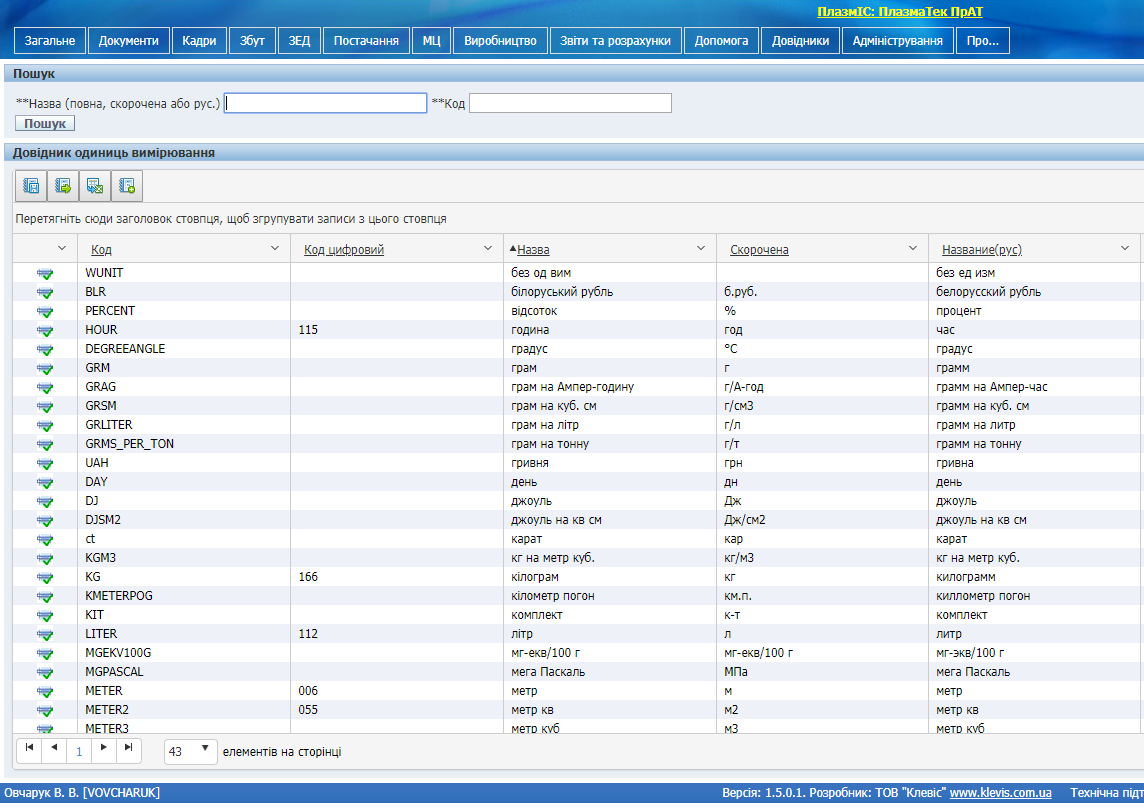 ПлазмІС: ПлазмаТек ПрАТ
Загальне Документи Кадри Збут ЗЕД Постачання МЦ Виробництво Звіти та розрахунки Допомога Довідники Адміністрування Про...
Пошук
**Назва (повна, скорочена або рус.) **Код
Пошук
Довідник одиниць вимірювання
Перетягніть сюди заголовок стовпця, щоб згрупувати записи з цього стовпця
Код Код цифровий Назва Скорочена Название(рус)
WUNIT без од вим без ед изм
BLR білоруський рубль б.руб. белорусский рубль
PERCENT відсоток % процент
HOUR 115 година год час
DEGREEANGLE градус °C градус
GRM грам г грамм
GRAG грам на Ампер-годину г/А-год грамм на Ампер-час
GRSM грам на куб. см г/см3 грамм на куб. см
GRLITER грам на літр г/л грамм на литр
GRMS_PER_TON грам на тонну г/т грамм на тонну
UAH гривня грн гривна
DAY день дн день
DJ джоуль Дж джоуль
DJSM2 джоуль на кв см Дж/см2 джоуль на кв см
ct карат кар карат
KGM3 кг на метр куб. кг/м3 кг на метр куб.
KG 166 кілограм кг килограмм
KMETERPOG кілометр погон км.п. киллометр погон
KIT комплект к-т комплект
LITER 112 літр л литр
MGEKV100G мг-екв/100 г мг-екв/100 г мг-экв/100 г
MGPASCAL мега Паскаль МПа мега Паскаль
METER 006 метр м метр
METER2 055 метр кв м2 метр кв
METER3 метр куб м3 метр куб
1 43 елементів на сторінці
Овчарук В. В. [VOVCHARUK] Версія: 1.5.0.1. Розробник: ТОВ "Клевіс" www.klevis.com.ua Технічна підт